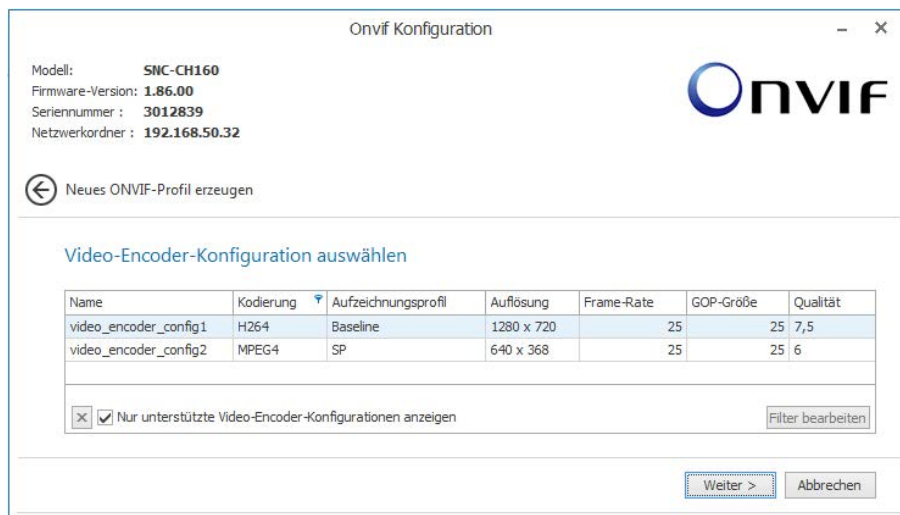 Onvif Konfiguration
Modell: SNC-CH160
Firmware-Version: 1.86.00
Seriennummer : 3012839
Netzwerkordner : 192.168.50.32
ONVIF
Neues ONVIF-Profil erzeugen
Video-Encoder-Konfiguration auswählen
Name Kodierung Aufzeichnungsprofil Auflösung Frame-Rate GOP-Größe Qualität
video_encoder_config1 H264 Baseline 1280 x 720 25 25 7,5
video_encoder_config2 MPEG4 SP 640 x 368 25 25 6
Nur unterstützte Video-Encoder-Konfigurationen anzeigen Filter bearbeiten
Weiter > Abbrechen